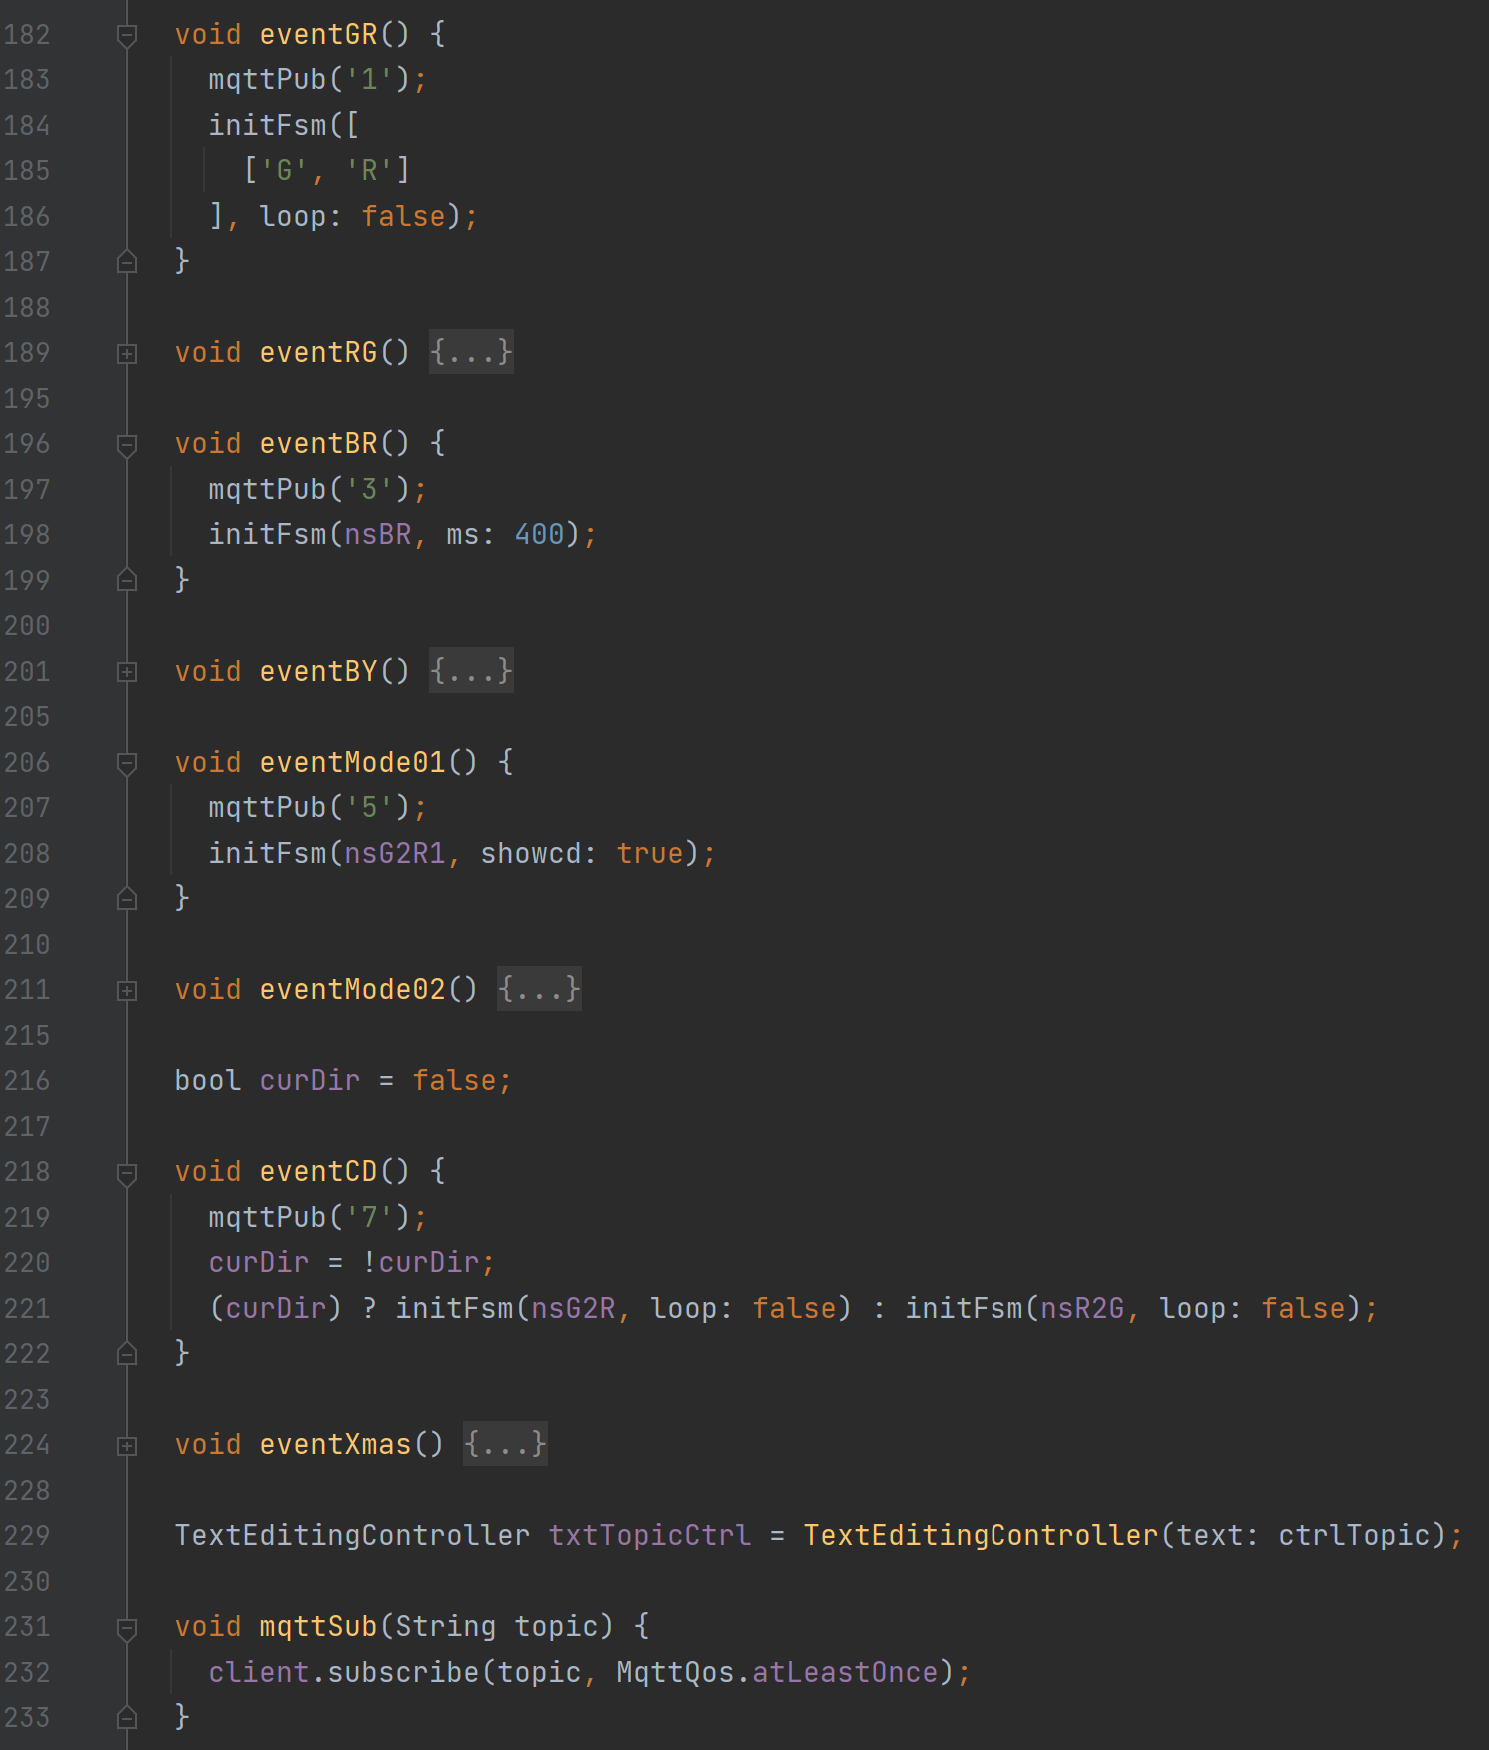 182 void eventGR() {
183 mqttPub('1');
184 initFsm([
185 ['G', 'R']
186 ], loop: false);
187 }
188
189 void eventRG() {...}
195
196 void eventBR() {
197 mqttPub('3');
198 initFsm(nsBR, ms: 400);
199 }
200
201 void eventBY() {...}
205
206 void eventMode01() {
207 mqttPub('5');
208 initFsm(nsG2R1, showcd: true);
209 }
210
211 void eventMode02() {...}
215
216 bool curDir = false;
217
218 void eventCD() {
219 mqttPub('7');
220 curDir = !curDir;
221 (curDir) ? initFsm(nsG2R, loop: false) : initFsm(nsR2G, loop: false);
222 }
223
224 void eventXmas() {...}
228
229 TextEditingController txtTopicCtrl = TextEditingController(text: ctrlTopic);
230
231 void mqttSub(String topic) {
232 client.subscribe(topic, MqttQos.atLeastOnce);
233 }